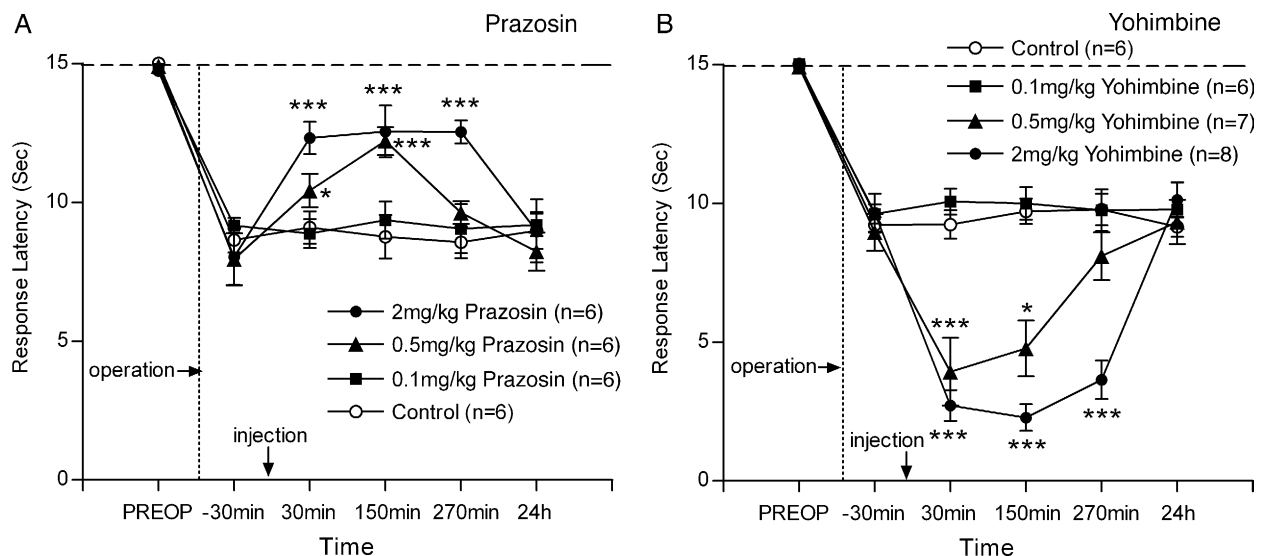 A
Prazosin
Response Latency (Sec)
15
10
5
0
***
***
***
***
*
2mg/kg Prazosin (n=6)
0.5mg/kg Prazosin (n=6)
0.1mg/kg Prazosin (n=6)
Control (n=6)
operation
injection
PREOP -30min 30min 150min 270min 24h
Time
B
Yohimbine
Control (n=6)
0.1mg/kg Yohimbine (n=6)
0.5mg/kg Yohimbine (n=7)
2mg/kg Yohimbine (n=8)
Response Latency (Sec)
15
10
5
0
***
*
***
***
***
operation
injection
PREOP -30min 30min 150min 270min 24h
Time